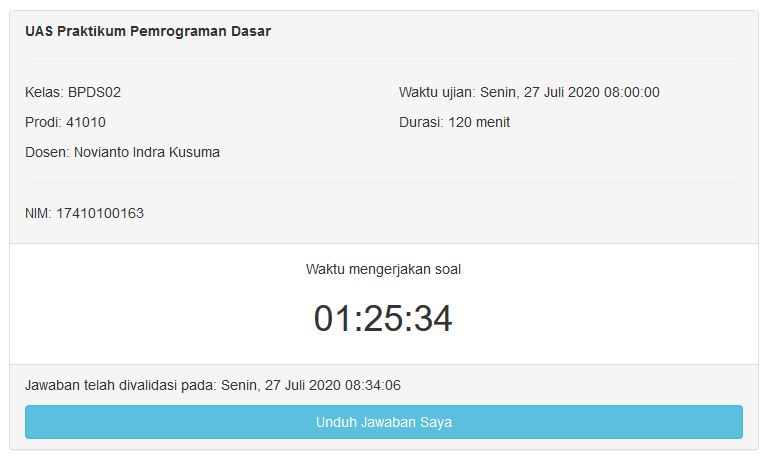 UAS Praktikum Pemrograman Dasar
Kelas: BPDS02
Waktu ujian: Senin, 27 Juli 2020 08:00:00
Prodi: 41010
Durasi: 120 menit
Dosen: Novianto Indra Kusuma
NIM: 17410100163
Waktu mengerjakan soal
01:25:34
Jawaban telah divalidasi pada: Senin, 27 Juli 2020 08:34:06
Unduh Jawaban Saya